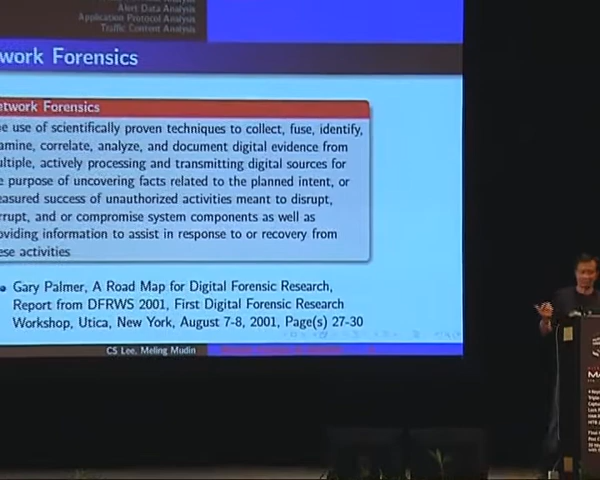 Alert Data Analysis
Application Protocol Analysis
Traffic Content Analysis
work Forensics
etwork Forensics
e use of scientifically proven techniques to collect, fuse, identify,
amine, correlate, analyze, and document digital evidence from
ultiple, actively processing and transmitting digital sources for
e purpose of uncovering facts related to the planned intent, or
easured success of unauthorized activities meant to disrupt,
rrupt, and or compromise system components as well as
oviding information to assist in response to or recovery from
ese activities
Gary Palmer, A Road Map for Digital Forensic Research,
Report from DFRWS 2001, First Digital Forensic Research
Workshop, Utica, New York, August 7-8, 2001, Page(s) 27-30
CS Lee, Meling Mudin